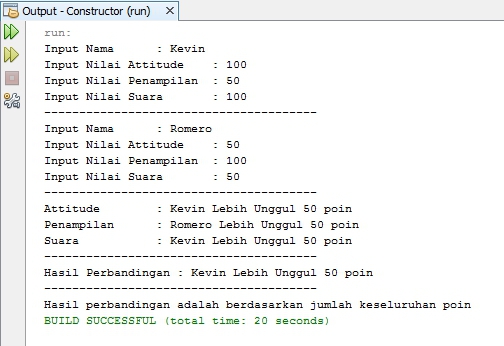 Output - Constructor (run)
run:
Input Nama      : Kevin
Input Nilai Attitude    : 100
Input Nilai Penampilan  : 50
Input Nilai Suara       : 100
---------------------------------------
Input Nama      : Romero
Input Nilai Attitude    : 50
Input Nilai Penampilan  : 100
Input Nilai Suara       : 50
---------------------------------------
Attitude        : Kevin Lebih Unggul 50 poin
Penampilan      : Romero Lebih Unggul 50 poin
Suara           : Kevin Lebih Unggul 50 poin
---------------------------------------
Hasil Perbandingan : Kevin Lebih Unggul 50 poin
---------------------------------------
Hasil perbandingan adalah berdasarkan jumlah keseluruhan poin
BUILD SUCCESSFUL (total time: 20 seconds)